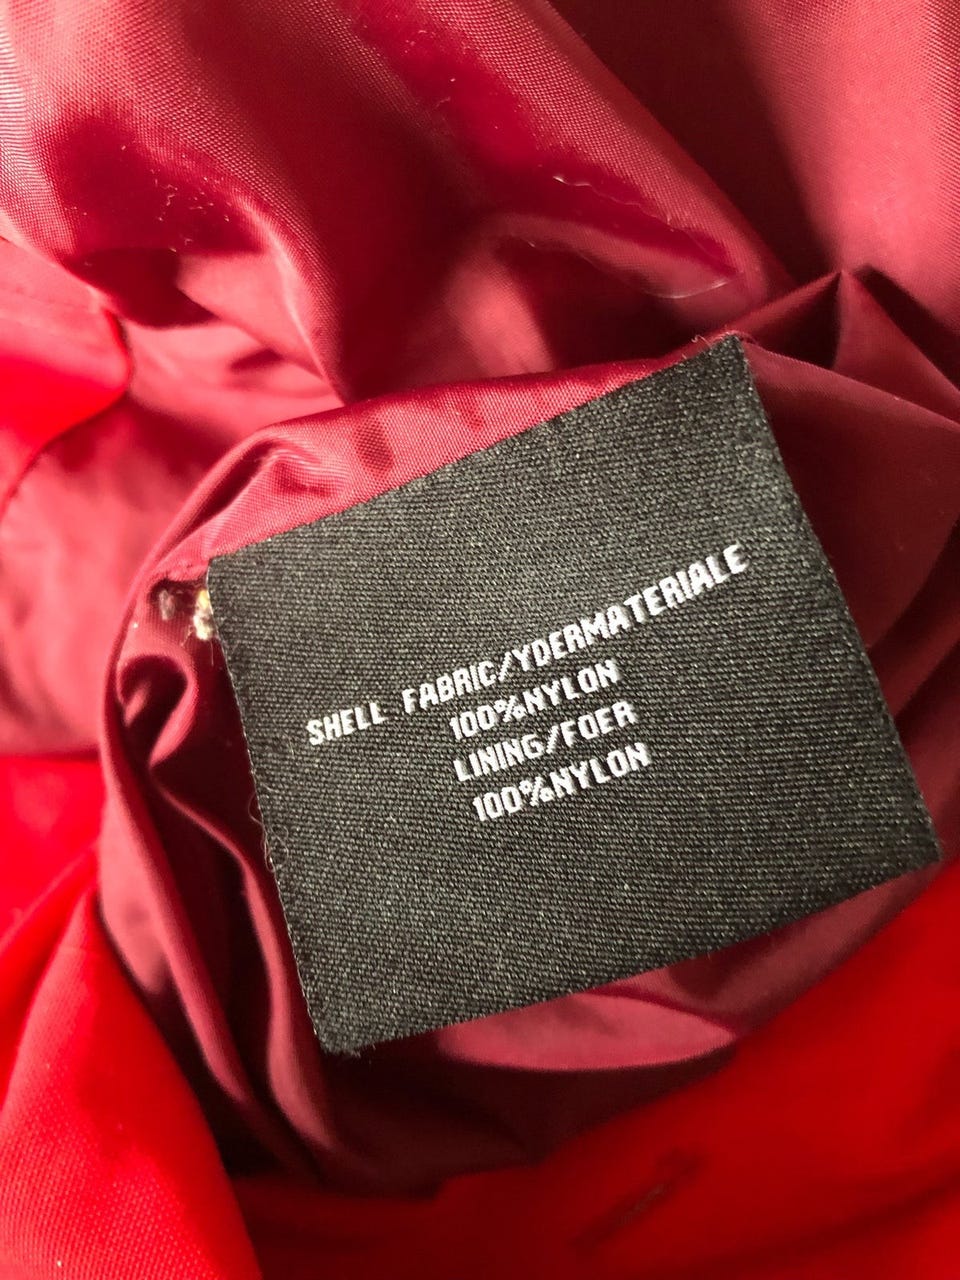 SHELL FABRIC/YDERMATERIALE
100%NYLON
LINING/FOER
100%NYLON